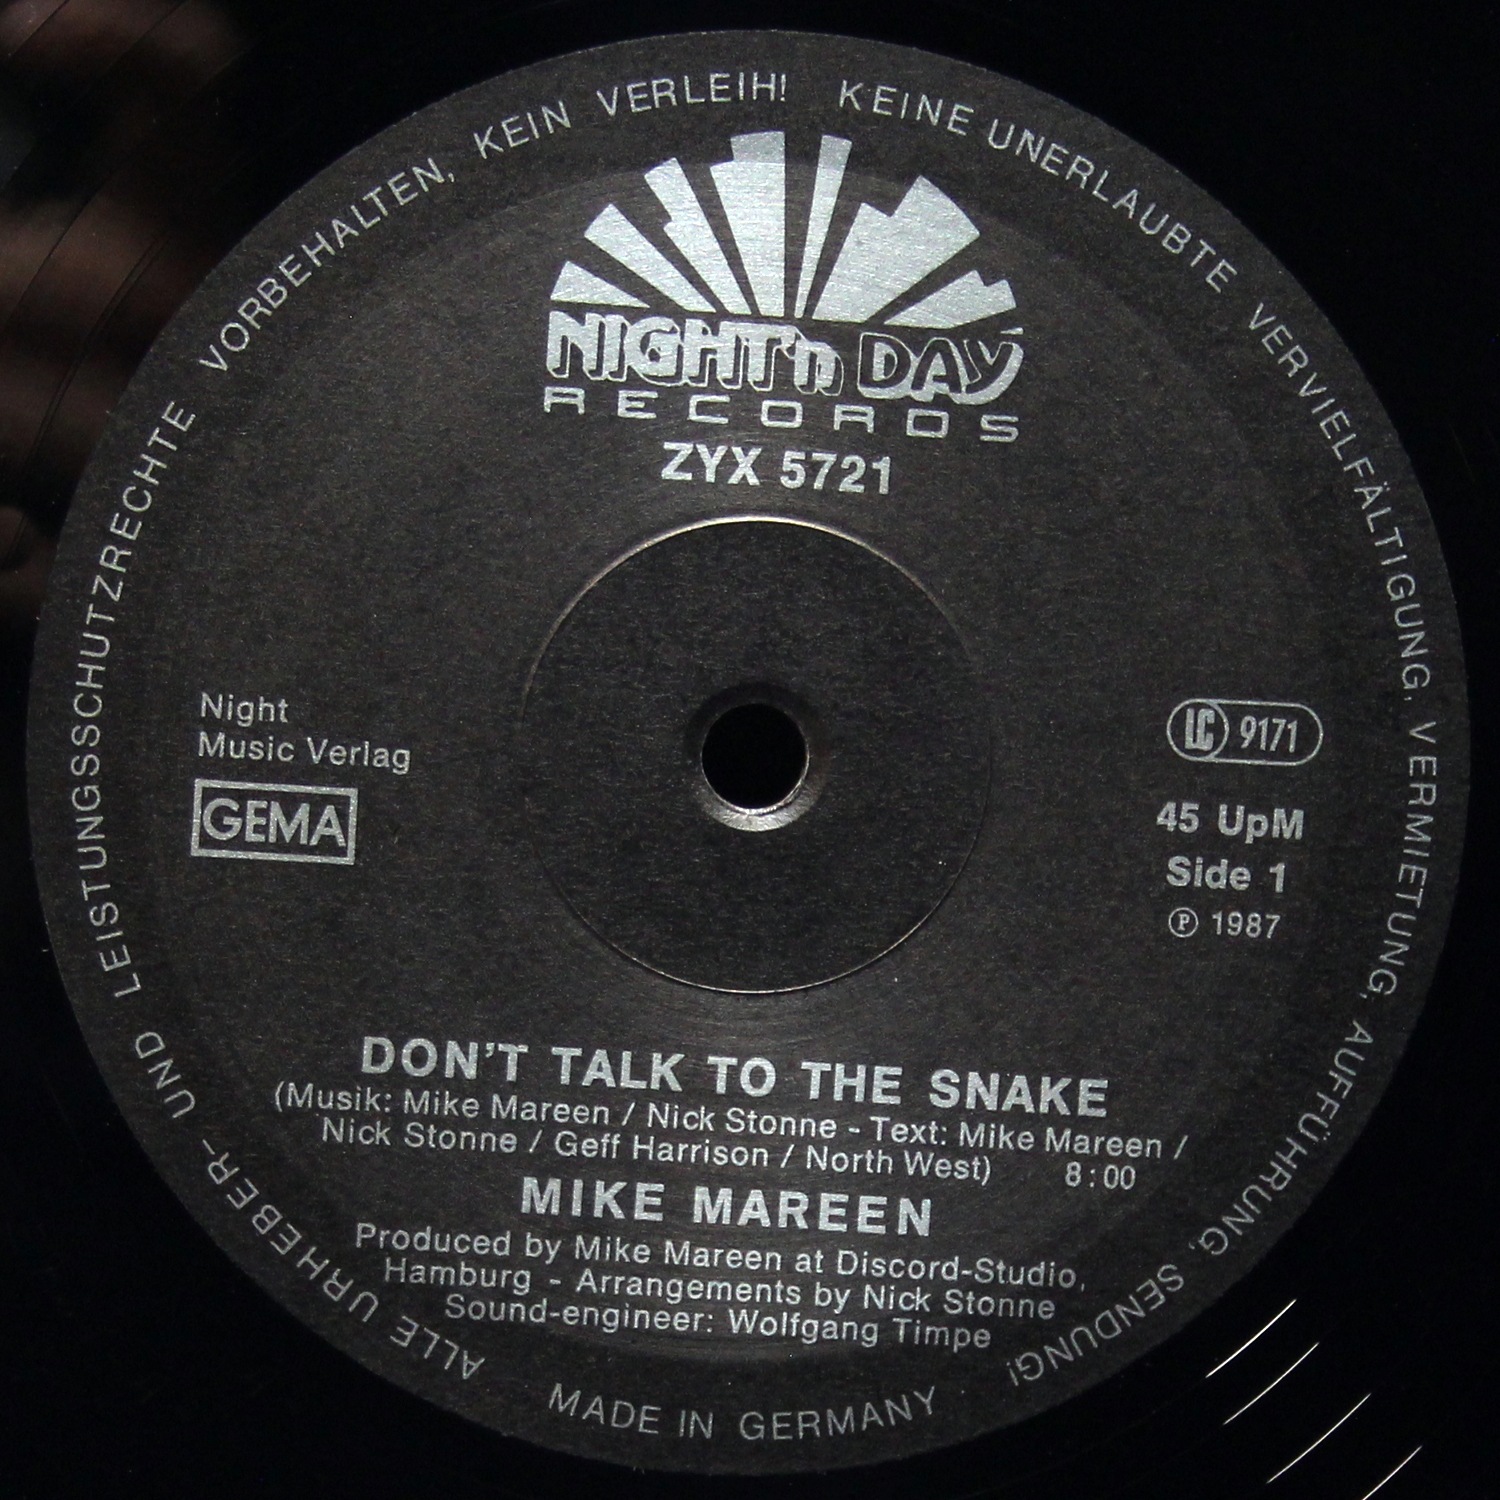 ALLE URHEBER- UND LEISTUNGSSCHUTZRECHTE VORBEHALTEN, KEIN VERLEIH! KEINE UNERLAUBTE VERVIELFÄLTIGUNG, VERMIETUNG, AUFFÜHRUNG, SENDUNG!
NIGHT'n DAY
RECORDS
ZYX 5721
Night
Music Verlag
GEMA
LC 9171
45 UpM
Side 1
Ⓟ 1987
DON'T TALK TO THE SNAKE
(Musik: Mike Mareen / Nick Stonne - Text: Mike Mareen /
Nick Stonne / Geff Harrison / North West) 8:00
MIKE MAREEN
Produced by Mike Mareen at Discord-Studio,
Hamburg - Arrangements by Nick Stonne
Sound-engineer: Wolfgang Timpe
MADE IN GERMANY